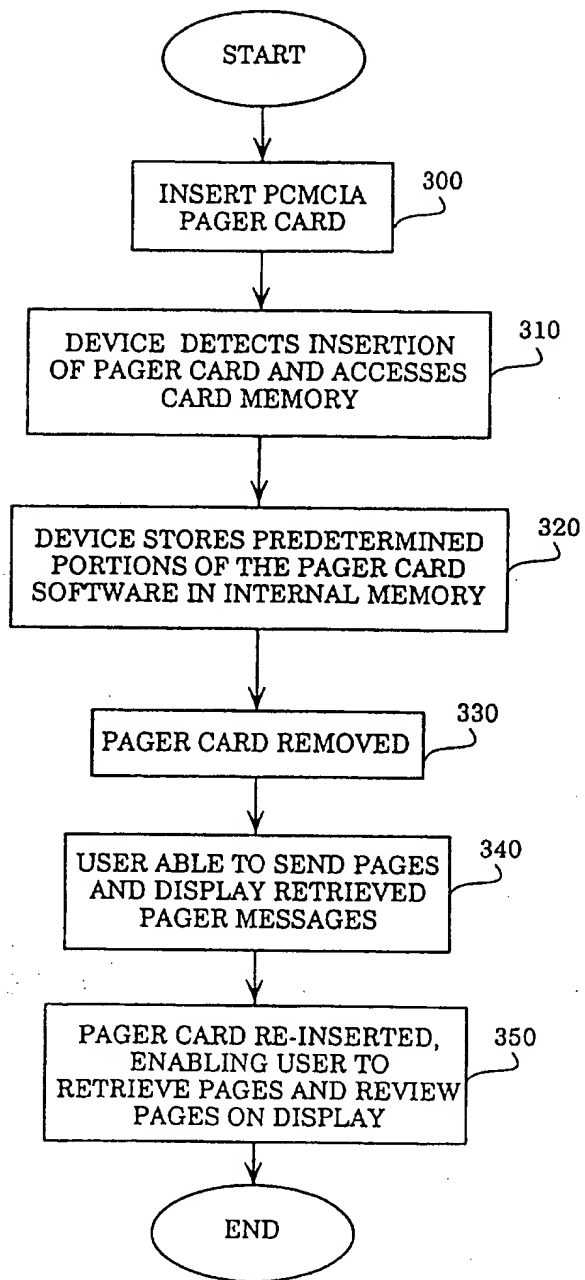 START
INSERT PCMCIA
PAGER CARD
300
DEVICE DETECTS INSERTION
OF PAGER CARD AND ACCESSES
CARD MEMORY
310
DEVICE STORES PREDETERMINED
PORTIONS OF THE PAGER CARD
SOFTWARE IN INTERNAL MEMORY
320
PAGER CARD REMOVED
330
USER ABLE TO SEND PAGES
AND DISPLAY RETRIEVED
PAGER MESSAGES
340
PAGER CARD RE-INSERTED,
ENABLING USER TO
RETRIEVE PAGES AND REVIEW
PAGES ON DISPLAY
350
END